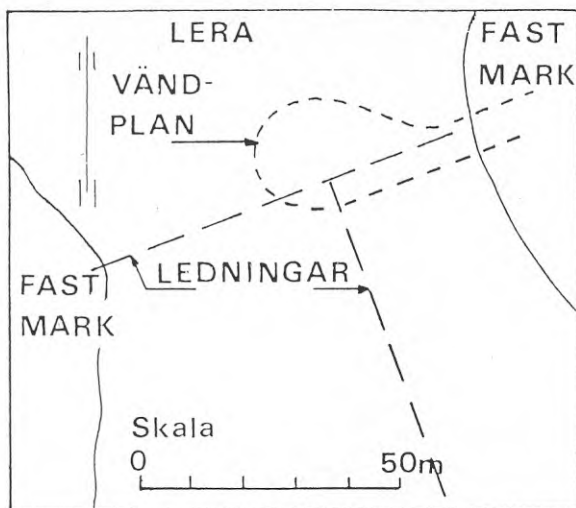 LERA
FAST
MARK
VÄND-
PLAN
LEDNINGAR
FAST
MARK
Skala
0 50m